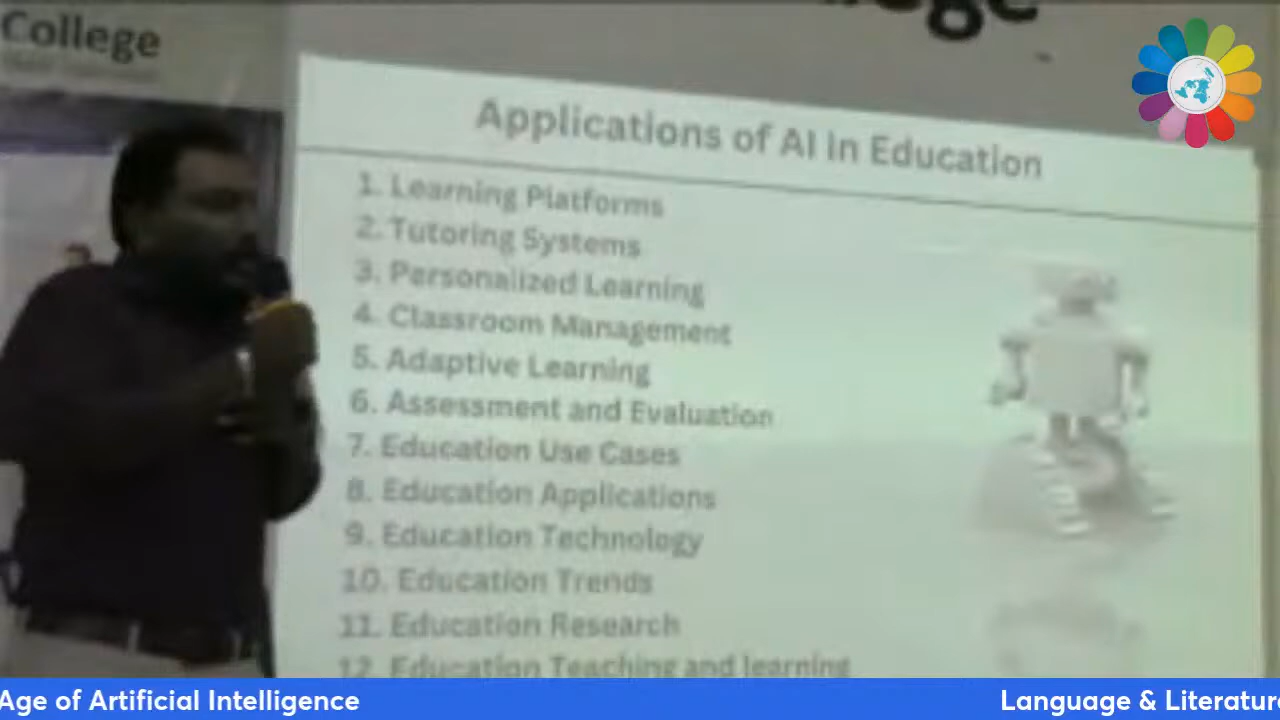 College
Applications of AI in Education
1. Learning Platforms
2. Tutoring Systems
3. Personalized Learning
4. Classroom Management
5. Adaptive Learning
6. Assessment and Evaluation
7. Education Use Cases
8. Education Applications
9. Education Technology
10. Education Trends
11. Education Research
12. Education Teaching and learning
Age of Artificial Intelligence
Language & Literature